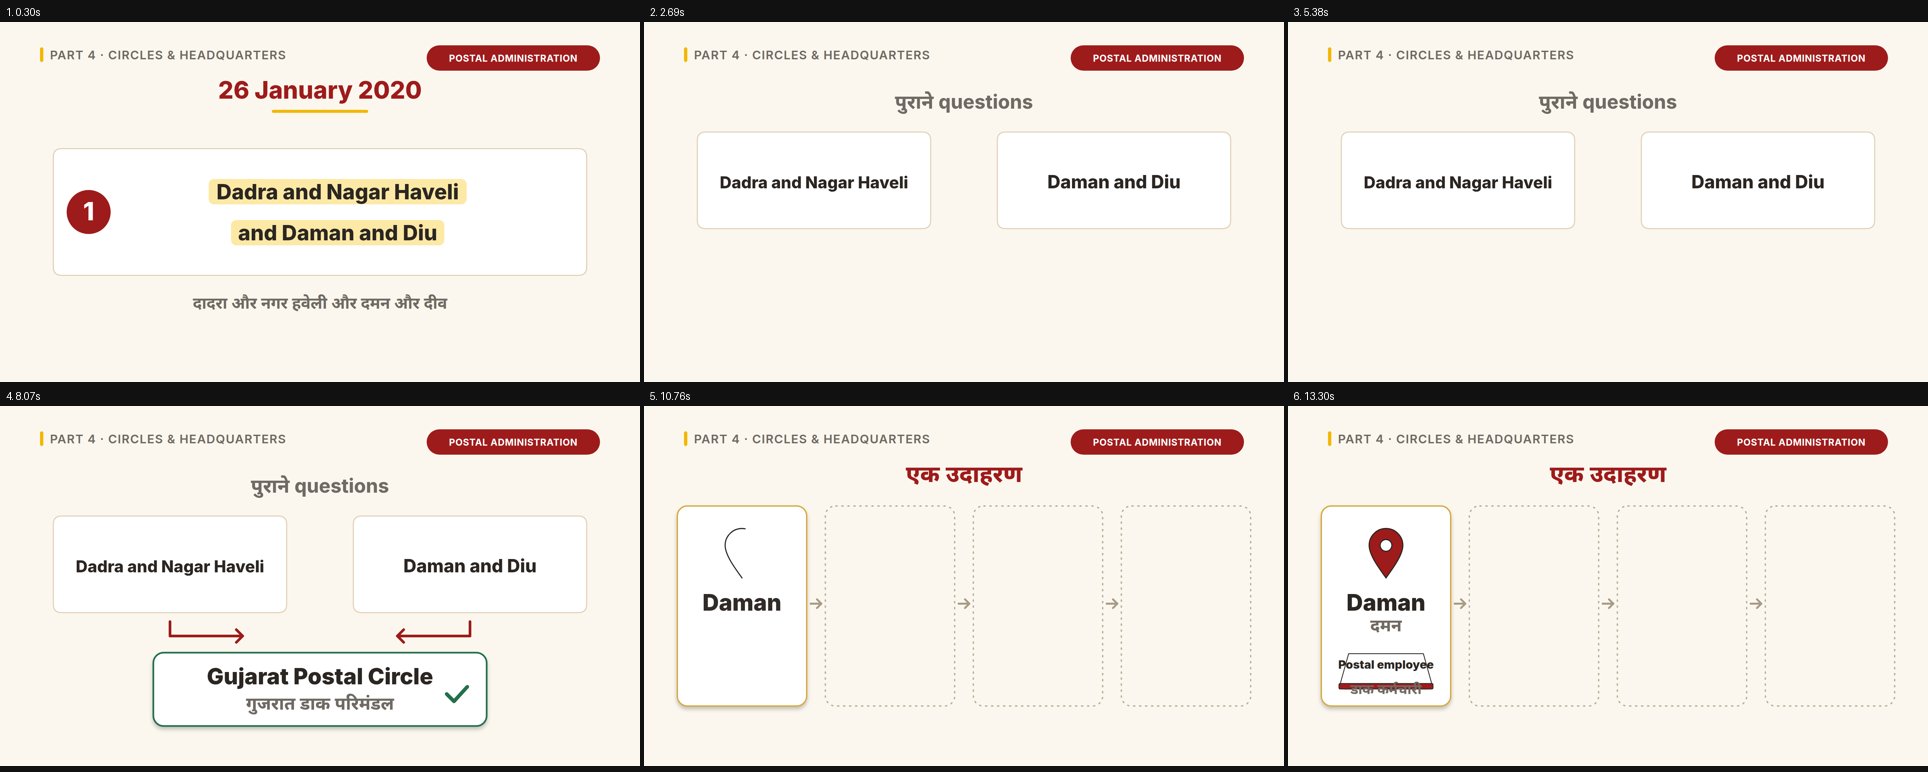 1. 0.30s
PART 4 · CIRCLES & HEADQUARTERS
POSTAL ADMINISTRATION
26 January 2020
1
Dadra and Nagar Haveli
and Daman and Diu
दादरा और नगर हवेली और दमन और दीव
2. 2.69s
PART 4 · CIRCLES & HEADQUARTERS
POSTAL ADMINISTRATION
पुराने questions
Dadra and Nagar Haveli
Daman and Diu
3. 5.38s
PART 4 · CIRCLES & HEADQUARTERS
POSTAL ADMINISTRATION
पुराने questions
Dadra and Nagar Haveli
Daman and Diu
4. 8.07s
PART 4 · CIRCLES & HEADQUARTERS
POSTAL ADMINISTRATION
पुराने questions
Dadra and Nagar Haveli
Daman and Diu
Gujarat Postal Circle
गुजरात डाक परिमंडल
5. 10.76s
PART 4 · CIRCLES & HEADQUARTERS
POSTAL ADMINISTRATION
एक उदाहरण
Daman
6. 13.30s
PART 4 · CIRCLES & HEADQUARTERS
POSTAL ADMINISTRATION
एक उदाहरण
Daman
दमन
Postal employee
डाक कर्मचारी